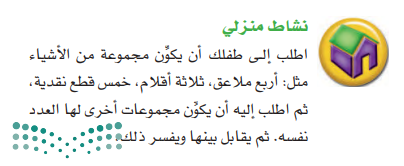 نشاط منزلي
اطلب إلى طفلك أن يكوِّن مجموعة من الأشياء
مثل: أربع ملاعق، ثلاثة أقلام، خمس قطع نقدية،
ثم اطلب إليه أن يكوِّن مجموعات أخرى لها العدد
نفسه. ثم يقابل بينها ويفسر ذلك.